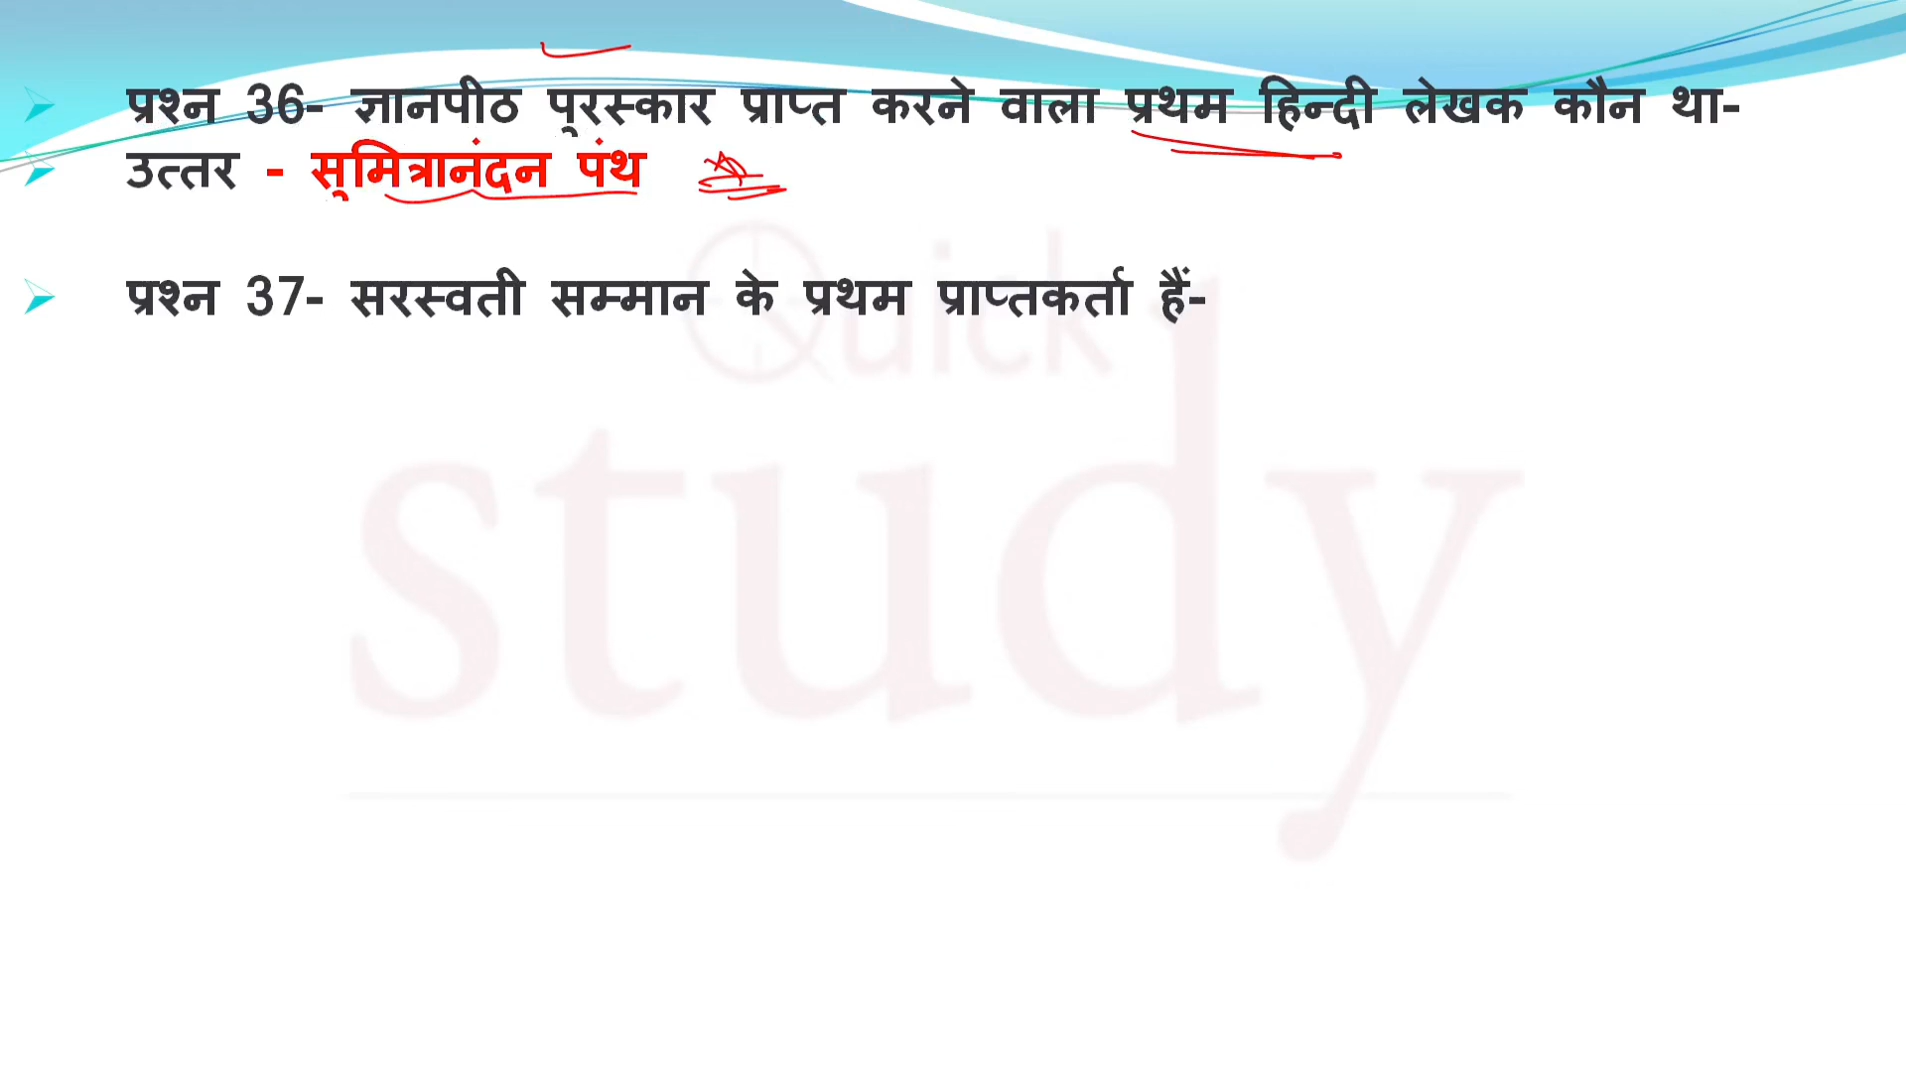 प्रश्न 36- ज्ञानपीठ पुरस्कार प्राप्त करने वाला प्रथम हिन्दी लेखक कौन था-
उत्तर - सुमित्रानंदन पंथ
प्रश्न 37- सरस्वती सम्मान के प्रथम प्राप्तकर्ता हैं-
Quick
study